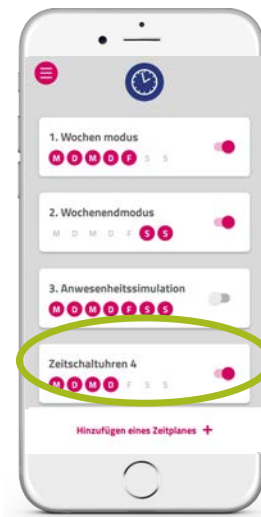 1. Wochen modus
M D M D F S S
2. Wochenendmodus
M D M D F S S
3. Anwesenheitssimulation
M D M D F S S
Zeitschaltuhren 4
M D M D F S S
Hinzufügen eines Zeitplanes +